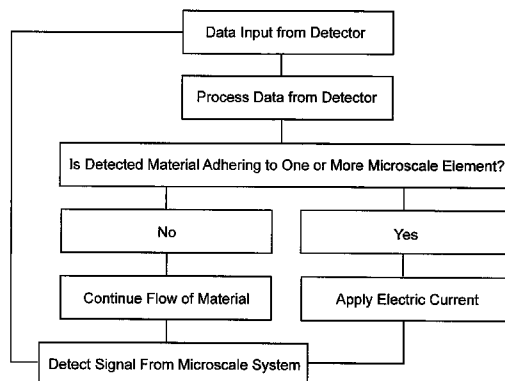 Data Input from Detector
Process Data from Detector
Is Detected Material Adhering to One or More Microscale Element?
No
Yes
Continue Flow of Material
Apply Electric Current
Detect Signal From Microscale System